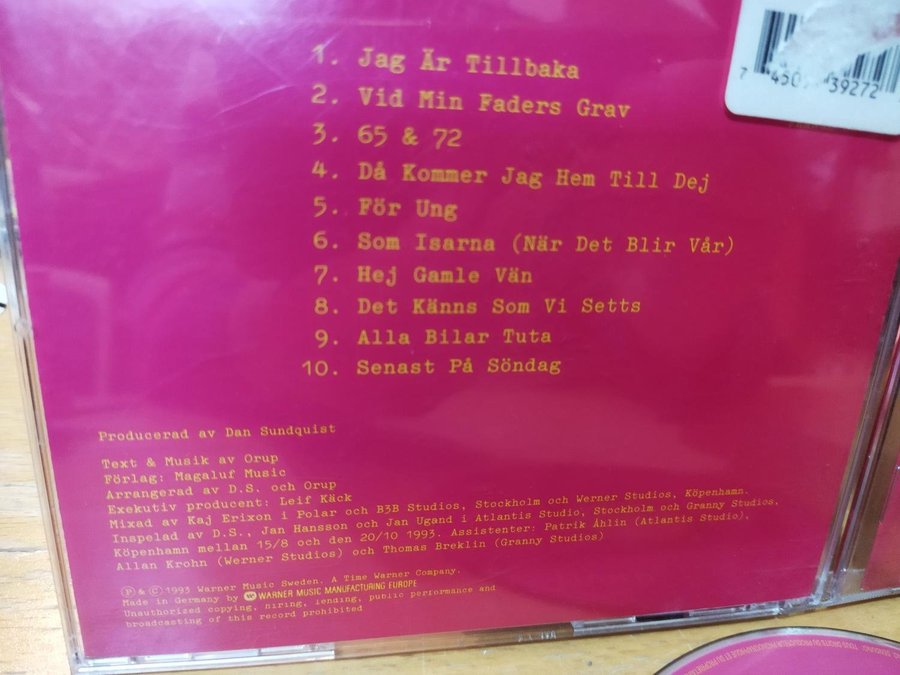 1. Jag Är Tillbaka
2. Vid Min Faders Grav
3. 65 & 72
4. Då Kommer Jag Hem Till Dej
5. För Ung
6. Som Isarna (När Det Blir Vår)
7. Hej Gamle Vän
8. Det Känns Som Vi Setts
9. Alla Bilar Tuta
10. Senast På Söndag
7 4509 39272
Producerad av Dan Sundquist
Text & Musik av Orup
Förlag: Magaluf Music
Arrangerad av D.S. och Orup
Exekutiv producent: Leif Käck
Mixad av Kaj Erixon i Polar och B3B Studios, Stockholm och Werner Studios, Köpenhamn.
Inspelad av D.S., Jan Hansson och Jan Ugand i Atlantis Studio, Stockholm och Granny Studios,
Köpenhamn mellan 15/8 och den 20/10 1993. Assistenter: Patrik Åhlin (Atlantis Studio),
Allan Krohn (Werner Studios) och Thomas Breklin (Granny Studios)
℗ & © 1993 Warner Music Sweden. A Time Warner Company.
Made in Germany by WARNER MUSIC MANUFACTURING EUROPE
Unauthorized copying, hiring, lending, public performance and
broadcasting of this record prohibited